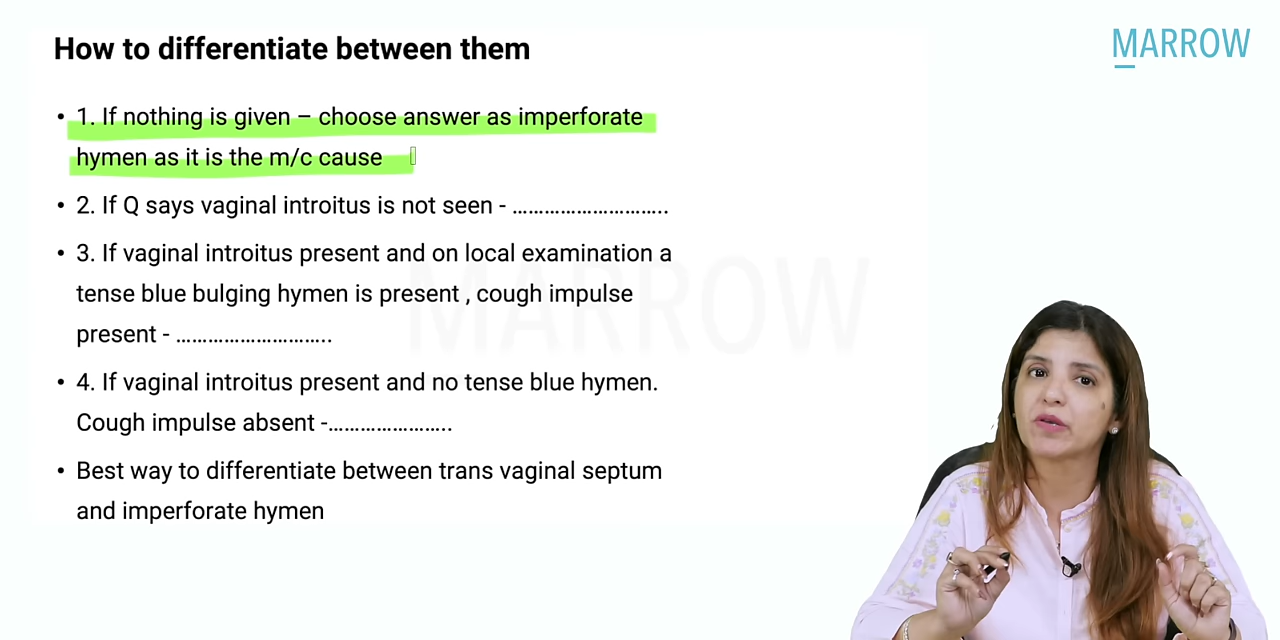 How to differentiate between them
MARROW
• 1. If nothing is given – choose answer as imperforate
hymen as it is the m/c cause
• 2. If Q says vaginal introitus is not seen - ………………………..
• 3. If vaginal introitus present and on local examination a
tense blue bulging hymen is present , cough impulse
present - ………………………..
• 4. If vaginal introitus present and no tense blue hymen.
Cough impulse absent -…………………..
• Best way to differentiate between trans vaginal septum
and imperforate hymen
MARROW